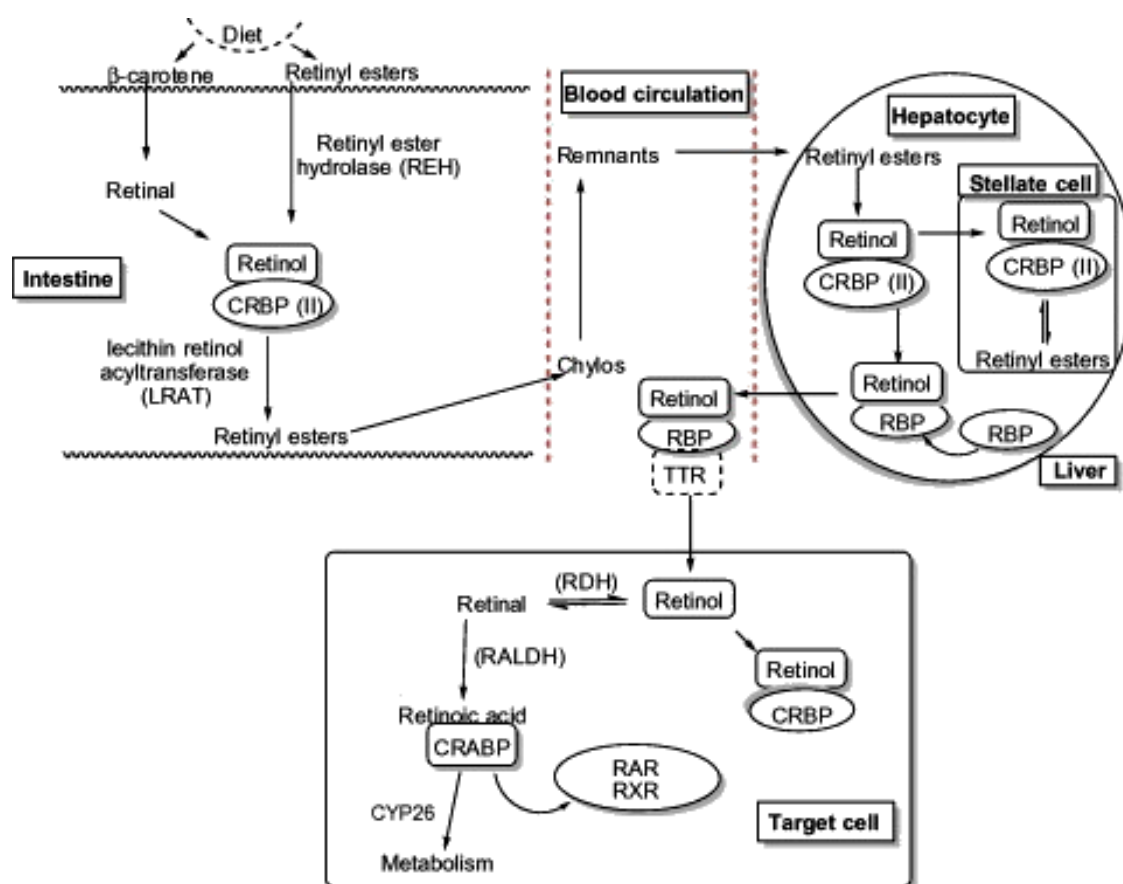 Diet
β-carotene
Retinyl esters
Retinyl ester
hydrolase (REH)
Retinal
Intestine
Retinol
CRBP (II)
lecithin retinol
acyltransferase
(LRAT)
Retinyl esters
Blood circulation
Remnants
Chylos
Retinol
RBP
TTR
Hepatocyte
Retinyl esters
Stellate cell
Retinol
CRBP (II)
Retinol
CRBP (II)
Retinyl esters
Retinol
RBP
RBP
Liver
(RDH)
Retinal
Retinol
(RALDH)
Retinol
CRBP
Retinoic acid
CRABP
RAR
RXR
CYP26
Metabolism
Target cell